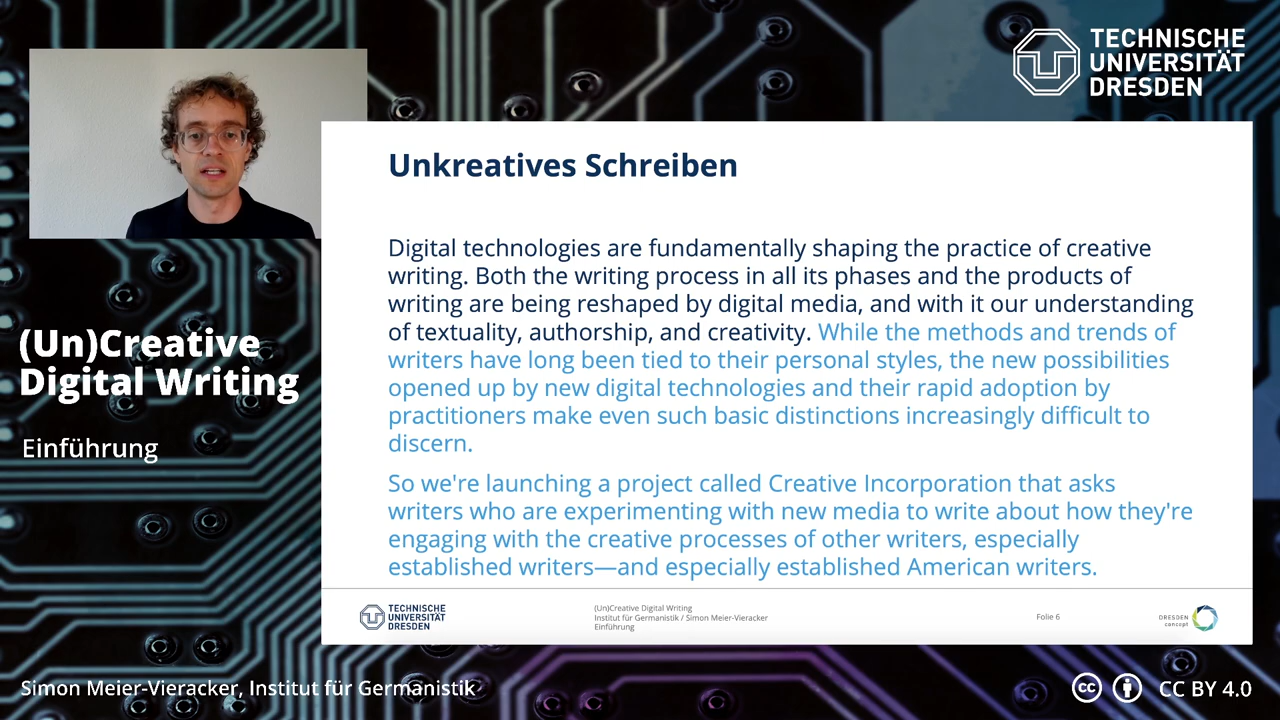 TECHNISCHE
UNIVERSITÄT
DRESDEN
Unkreatives Schreiben
Digital technologies are fundamentally shaping the practice of creative
writing. Both the writing process in all its phases and the products of
writing are being reshaped by digital media, and with it our understanding
of textuality, authorship, and creativity. While the methods and trends of
writers have long been tied to their personal styles, the new possibilities
opened up by new digital technologies and their rapid adoption by
practitioners make even such basic distinctions increasingly difficult to
discern.
So we're launching a project called Creative Incorporation that asks
writers who are experimenting with new media to write about how they're
engaging with the creative processes of other writers, especially
established writers—and especially established American writers.
(Un)Creative
Digital Writing
Einführung
TECHNISCHE
UNIVERSITÄT
DRESDEN
(Un)Creative Digital Writing
Institut für Germanistik / Simon Meier-Vieracker
Einführung
Folie 6
DRESDEN
concept
Simon Meier-Vieracker, Institut für Germanistik
cc
CC BY 4.0